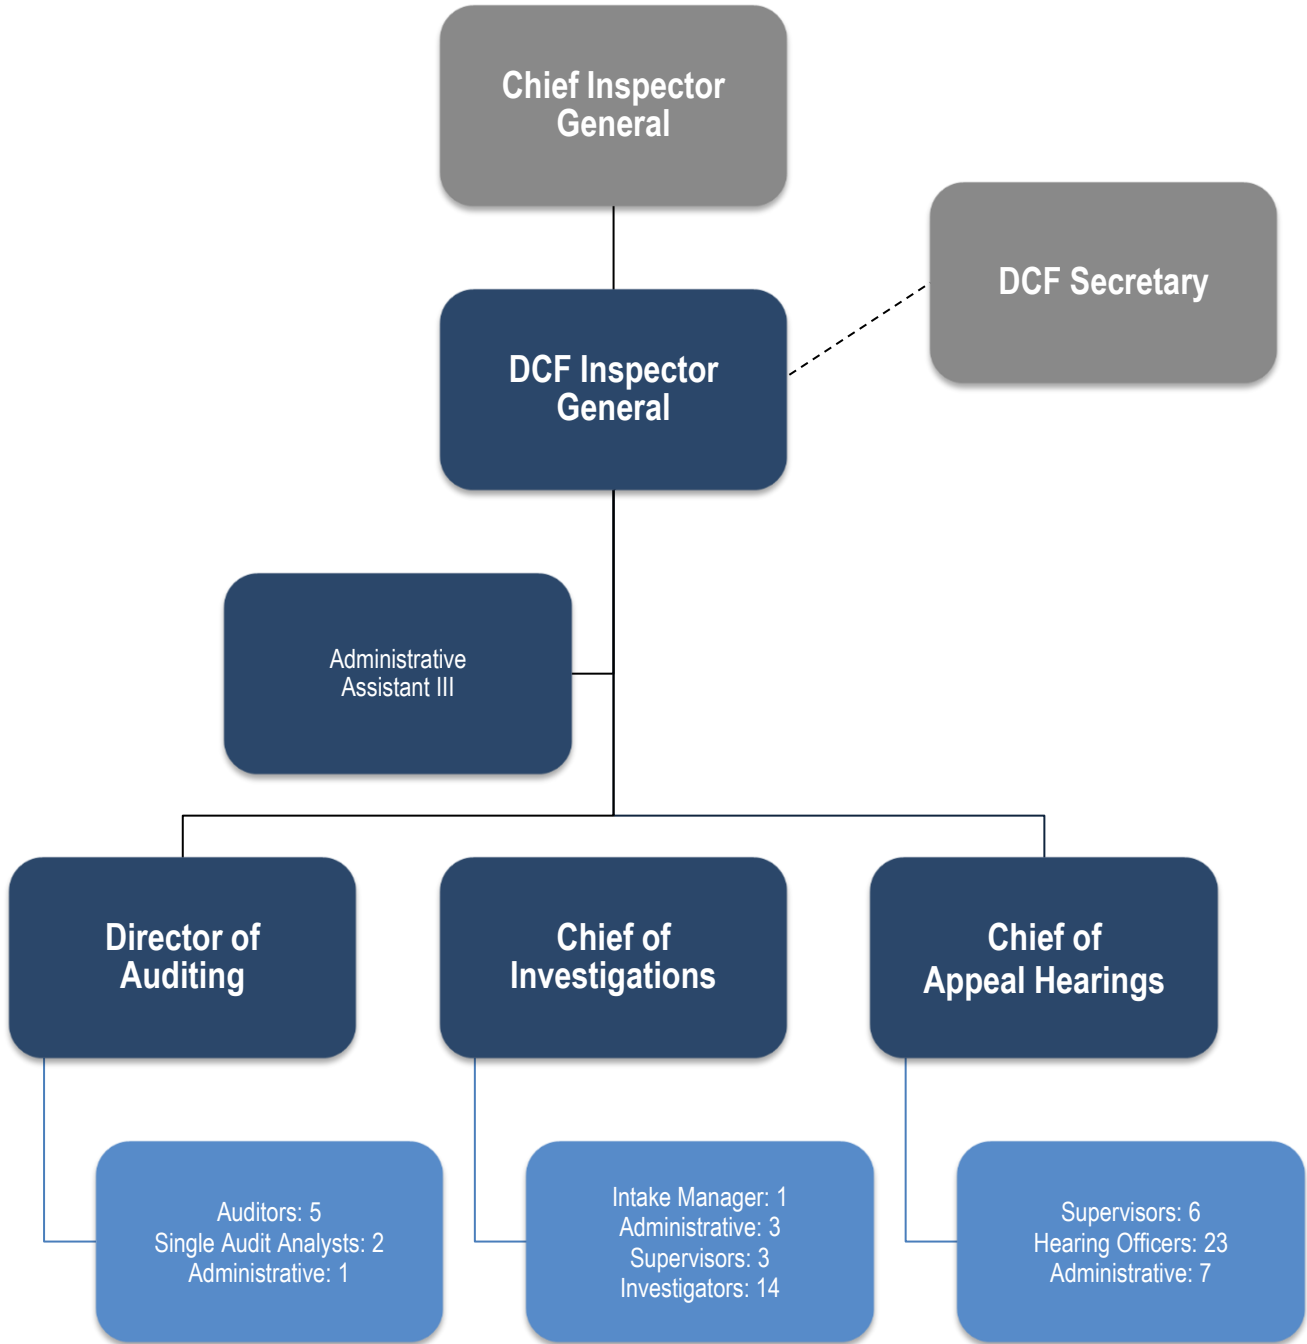 Chief Inspector
General
DCF Secretary
DCF Inspector
General
Administrative
Assistant III
Director of
Auditing
Chief of
Investigations
Chief of
Appeal Hearings
Auditors: 5
Single Audit Analysts: 2
Administrative: 1
Intake Manager: 1
Administrative: 3
Supervisors: 3
Investigators: 14
Supervisors: 6
Hearing Officers: 23
Administrative: 7